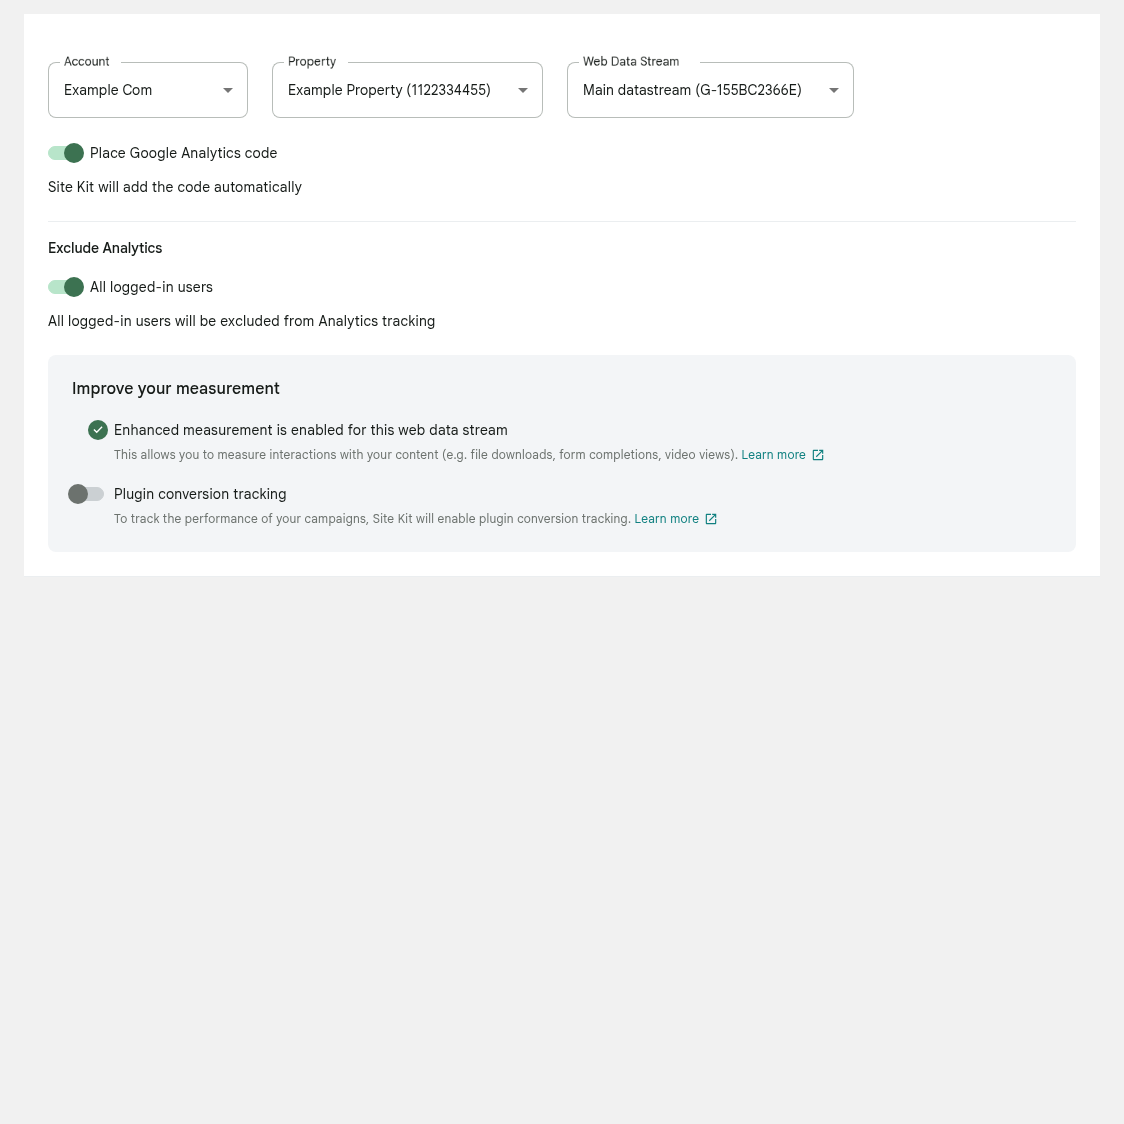 Account
Example Com
Property
Example Property (1122334455)
Web Data Stream
Main datastream (G-155BC2366E)
Place Google Analytics code
Site Kit will add the code automatically
Exclude Analytics
All logged-in users
All logged-in users will be excluded from Analytics tracking
Improve your measurement
Enhanced measurement is enabled for this web data stream
This allows you to measure interactions with your content (e.g. file downloads, form completions, video views). Learn more
Plugin conversion tracking
To track the performance of your campaigns, Site Kit will enable plugin conversion tracking. Learn more